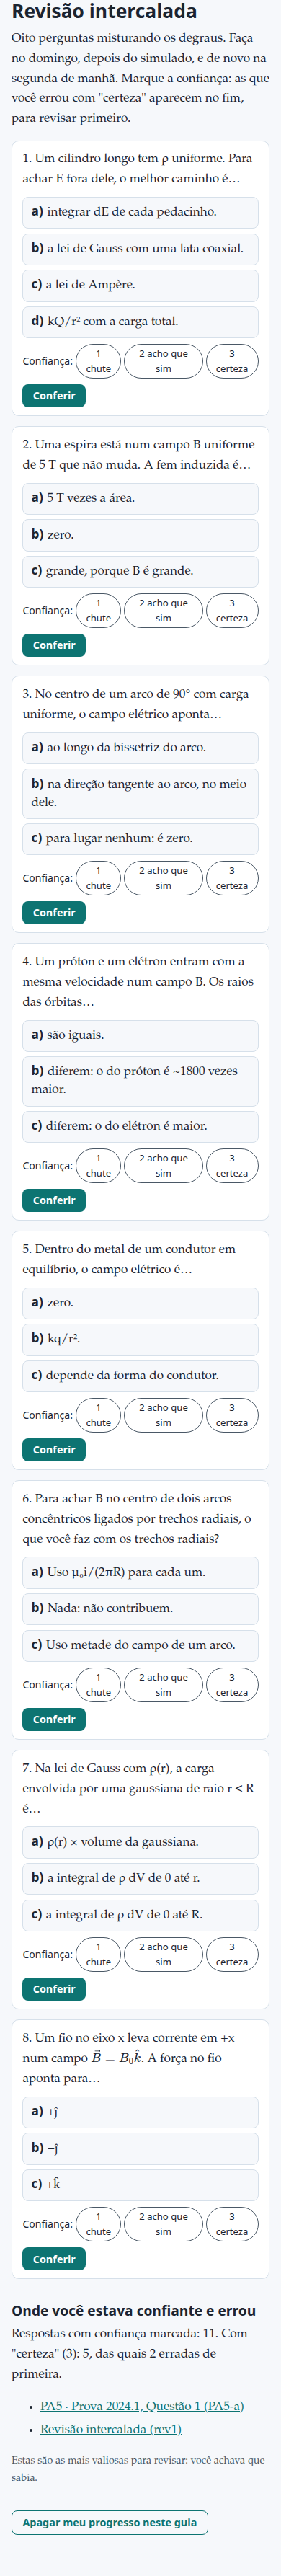 Revisão intercalada
Oito perguntas misturando os degraus. Faça
no domingo, depois do simulado, e de novo na
segunda de manhã. Marque a confiança: as que
você errou com "certeza" aparecem no fim,
para revisar primeiro.
1. Um cilindro longo tem ρ uniforme. Para
achar E fora dele, o melhor caminho é…
a) integrar dE de cada pedacinho.
b) a lei de Gauss com uma lata coaxial.
c) a lei de Ampère.
d) kQ/r² com a carga total.
Confiança: 1 chute 2 acho que sim 3 certeza
Conferir
2. Uma espira está num campo B uniforme
de 5 T que não muda. A fem induzida é…
a) 5 T vezes a área.
b) zero.
c) grande, porque B é grande.
Confiança: 1 chute 2 acho que sim 3 certeza
Conferir
3. No centro de um arco de 90° com carga
uniforme, o campo elétrico aponta…
a) ao longo da bissetriz do arco.
b) na direção tangente ao arco, no meio
dele.
c) para lugar nenhum: é zero.
Confiança: 1 chute 2 acho que sim 3 certeza
Conferir
4. Um próton e um elétron entram com a
mesma velocidade num campo B. Os raios
das órbitas…
a) são iguais.
b) diferem: o do próton é ~1800 vezes
maior.
c) diferem: o do elétron é maior.
Confiança: 1 chute 2 acho que sim 3 certeza
Conferir
5. Dentro do metal de um condutor em
equilíbrio, o campo elétrico é…
a) zero.
b) kq/r².
c) depende da forma do condutor.
Confiança: 1 chute 2 acho que sim 3 certeza
Conferir
6. Para achar B no centro de dois arcos
concêntricos ligados por trechos radiais, o
que você faz com os trechos radiais?
a) Uso μ₀i/(2πR) para cada um.
b) Nada: não contribuem.
c) Uso metade do campo de um arco.
Confiança: 1 chute 2 acho que sim 3 certeza
Conferir
7. Na lei de Gauss com ρ(r), a carga
envolvida por uma gaussiana de raio r < R
é…
a) ρ(r) × volume da gaussiana.
b) a integral de ρ dV de 0 até r.
c) a integral de ρ dV de 0 até R.
Confiança: 1 chute 2 acho que sim 3 certeza
Conferir
8. Um fio no eixo x leva corrente em +x
num campo B⃗ = B₀k̂. A força no fio
aponta para…
a) +ĵ
b) −ĵ
c) +k̂
Confiança: 1 chute 2 acho que sim 3 certeza
Conferir
Onde você estava confiante e errou
Respostas com confiança marcada: 11. Com
"certeza" (3): 5, das quais 2 erradas de
primeira.
• PA5 · Prova 2024.1, Questão 1 (PA5-a)
• Revisão intercalada (rev1)
Estas são as mais valiosas para revisar: você achava que
sabia.
Apagar meu progresso neste guia